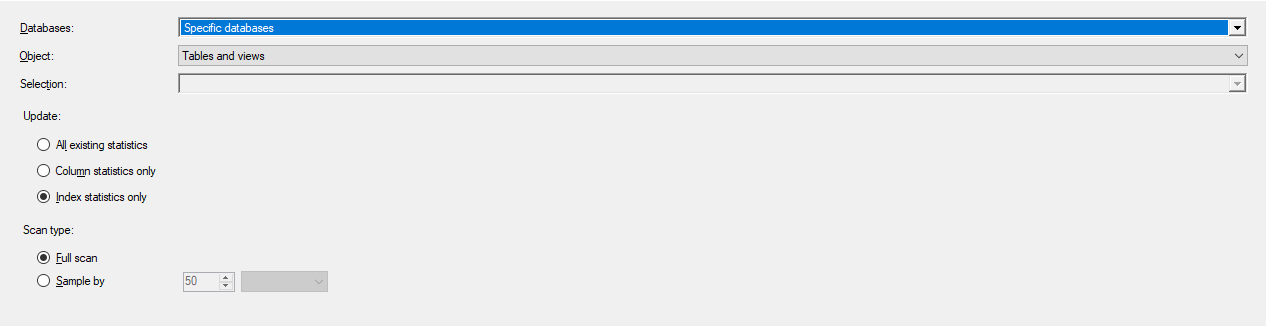 Databases: Specific databases
Object: Tables and views
Selection:
Update:
All existing statistics
Column statistics only
Index statistics only
Scan type:
Full scan
Sample by 50